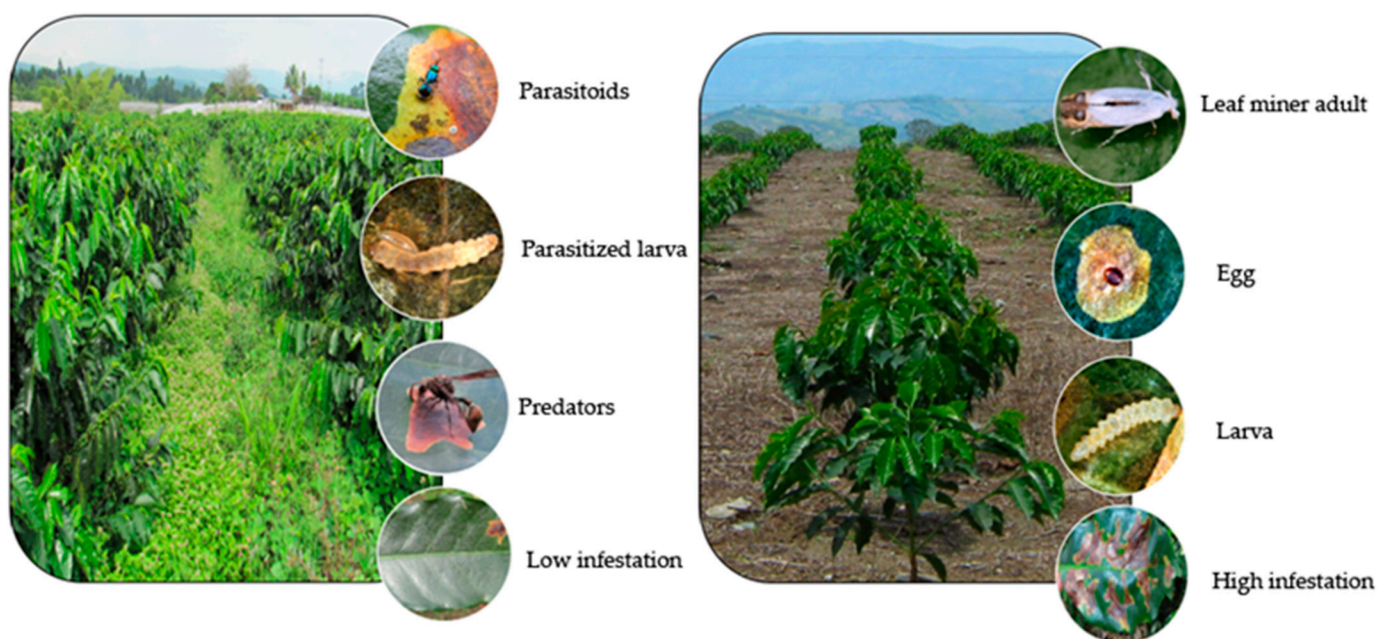 Parasitoids
Parasitized larva
Predators
Low infestation
Leaf miner adult
Egg
Larva
High infestation